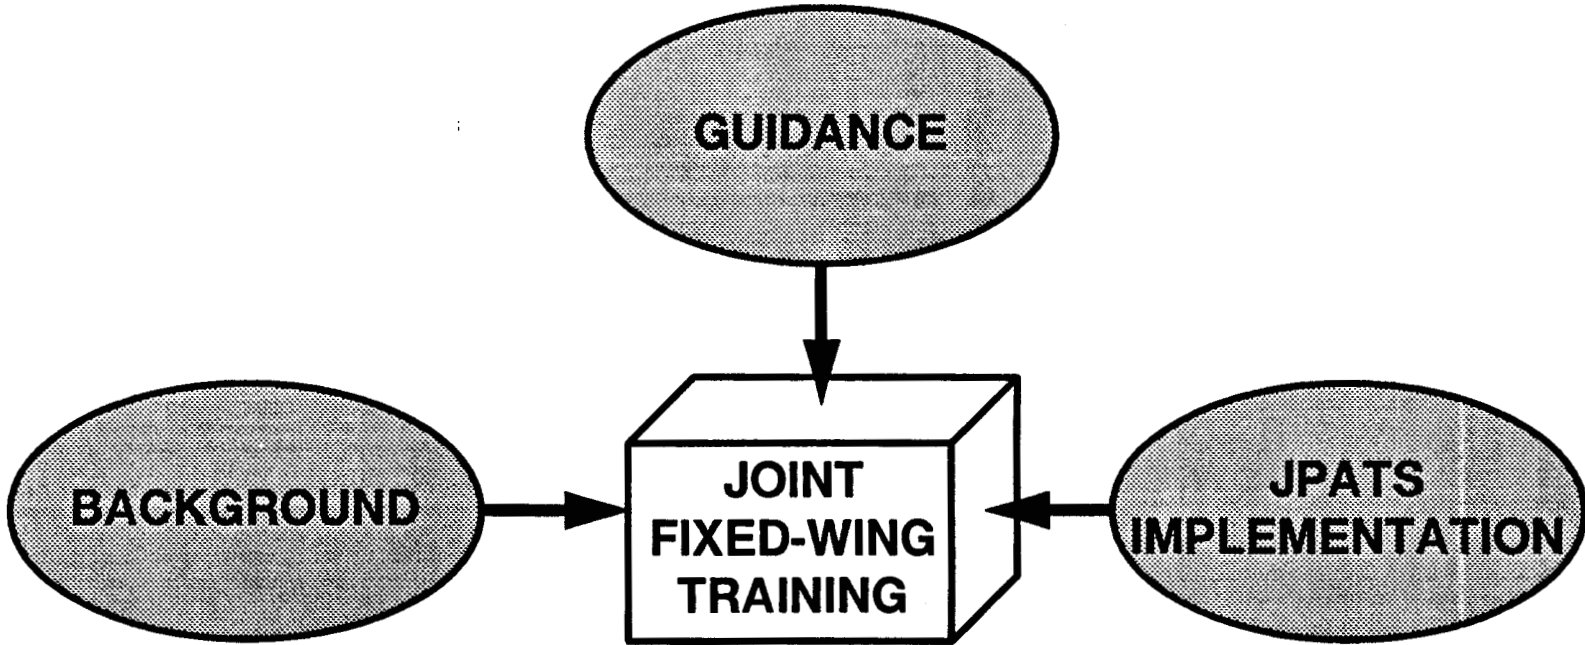 GUIDANCE
BACKGROUND
JOINT
FIXED-WING
TRAINING
JPATS
IMPLEMENTATION